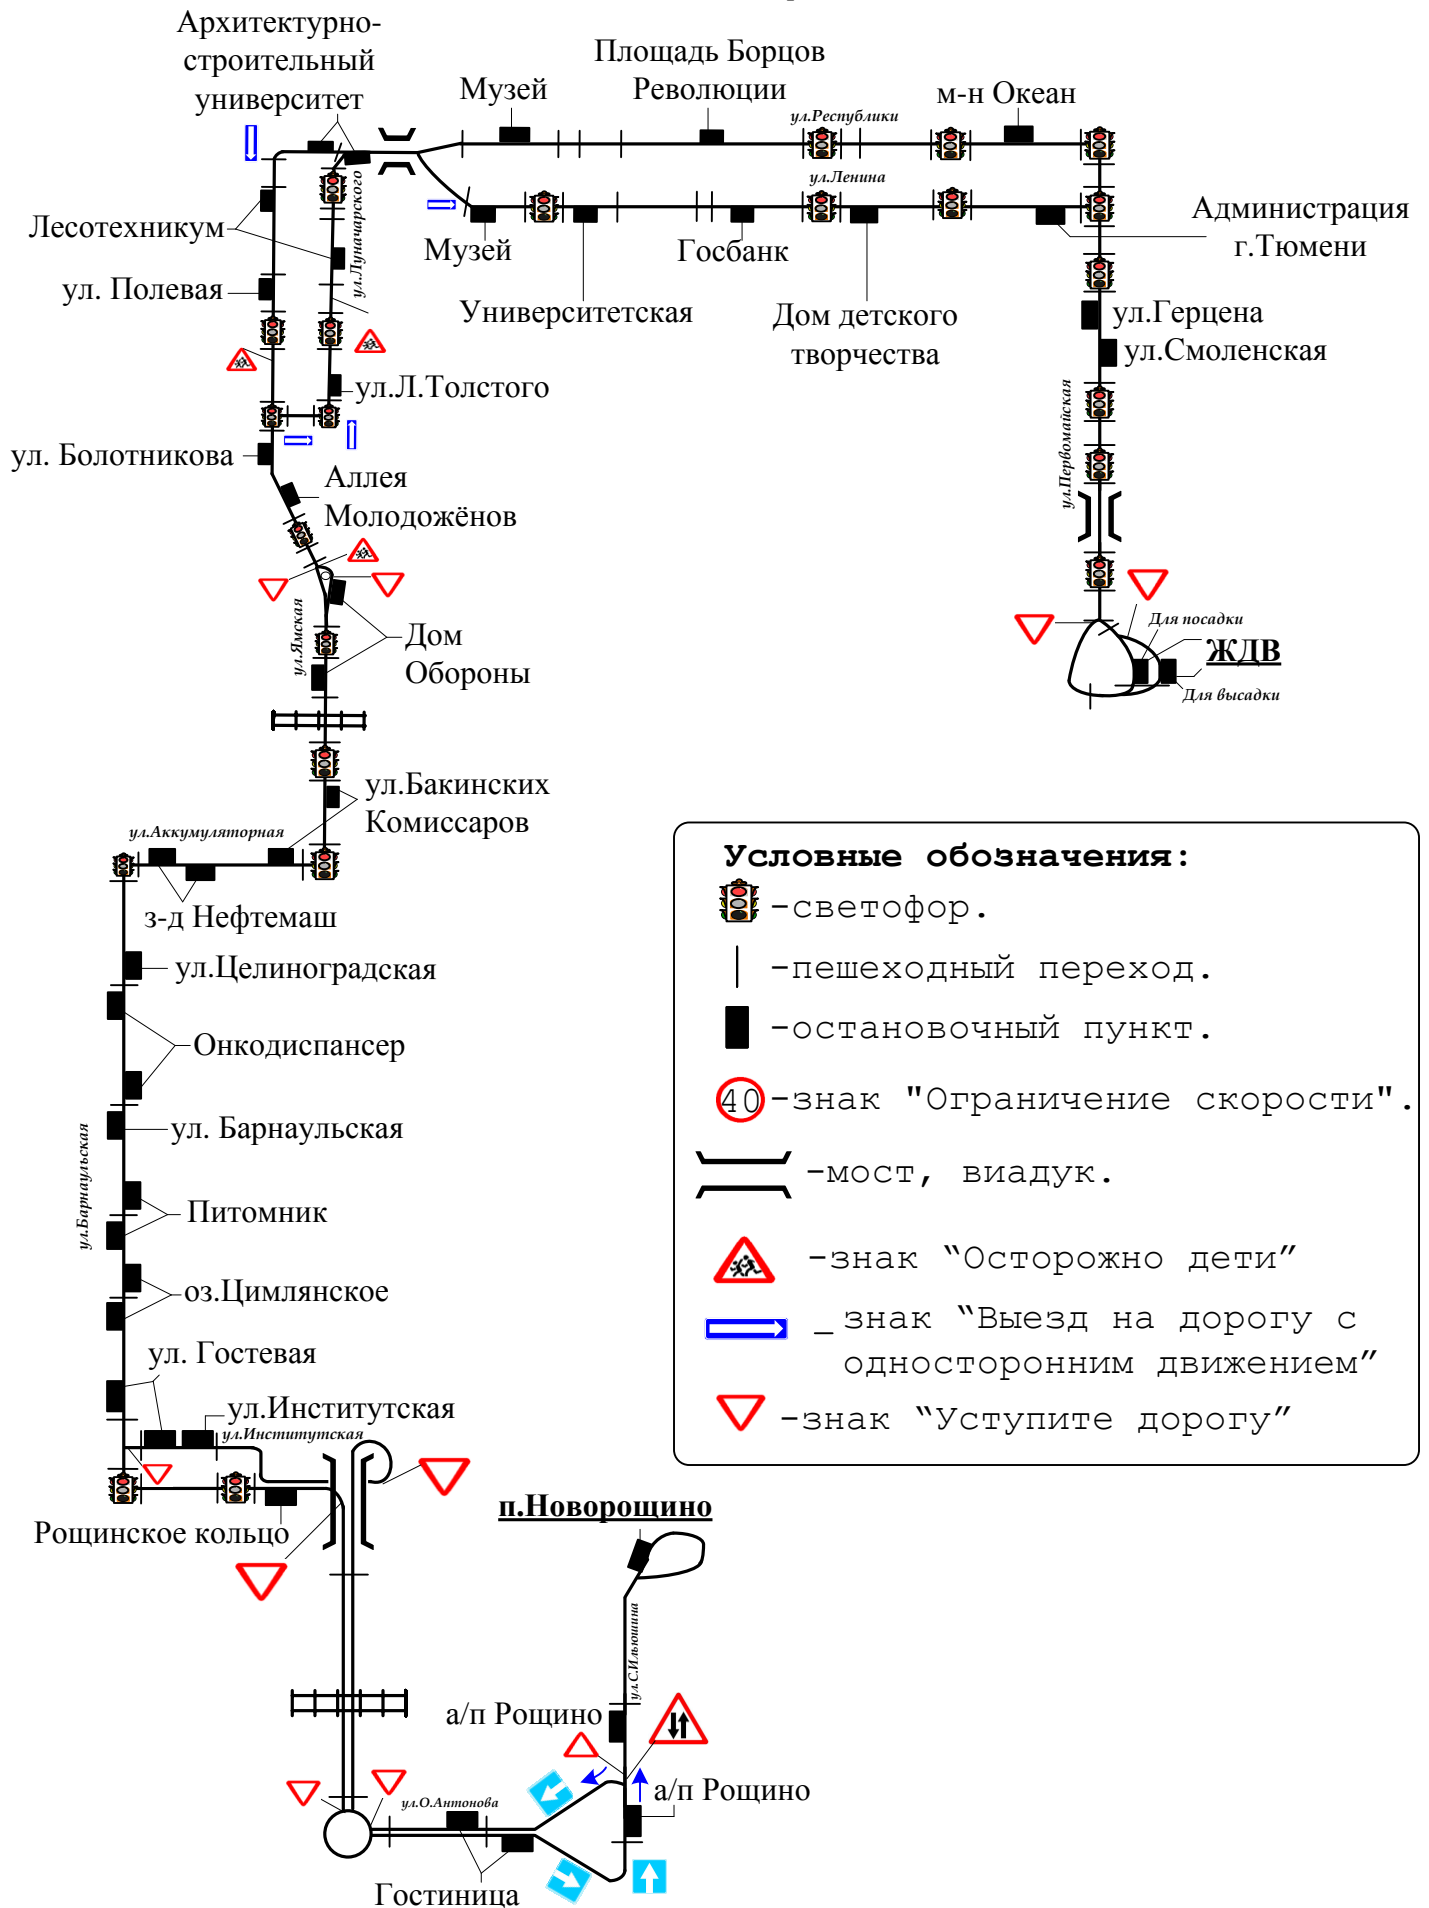 Архитектурно-
строительный
университет
Музей
Площадь Борцов
Революции
м-н Океан
ул.Республики
ул.Ленина
Лесотехникум
ул.Луначарского
Музей
Госбанк
Администрация
г.Тюмени
ул. Полевая
Университетская
Дом детского
творчества
ул.Герцена
ул.Смоленская
ул.Л.Толстого
ул. Болотникова
ул.Первомайская
Аллея
Молодожёнов
ул.Ямская
Дом
Обороны
Для посадки
ЖДВ
Для высадки
ул.Бакинских
Комиссаров
ул.Аккумуляторная
з-д Нефтемаш
ул.Целиноградская
Онкодиспансер
ул. Барнаульская
ул.Барнаульская
Питомник
оз.Цимлянское
ул. Гостевая
ул.Институтская
ул.Институтская
Рощинское кольцо
п.Новорощино
ул.С.Ильюшина
а/п Рощино
а/п Рощино
ул.О.Антонова
Гостиница
Условные обозначения:
-светофор.
-пешеходный переход.
-остановочный пункт.
40 -знак "Ограничение скорости".
-мост, виадук.
-знак “Осторожно дети”
_ знак “Выезд на дорогу с
односторонним движением”
-знак “Уступите дорогу”